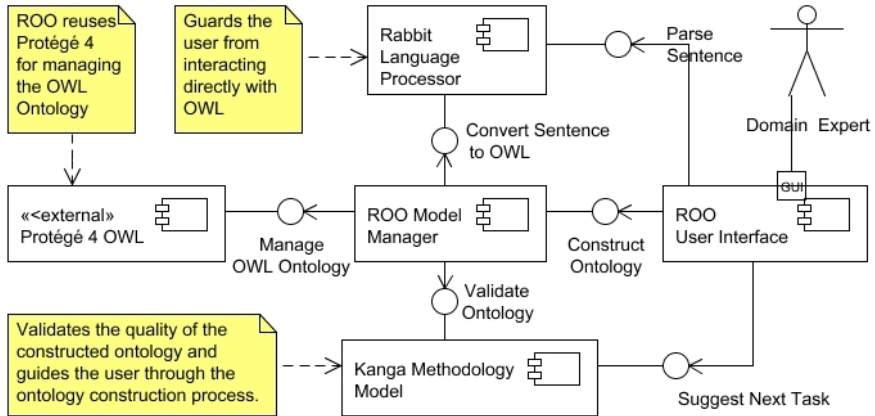 ROO reuses
Protégé 4
for managing
the OWL
Ontology
Guards the
user from
interacting
directly with
OWL
Rabbit
Language
Processor
Parse
Sentence
Domain Expert
Convert Sentence
to OWL
GUI
«<external»
Protégé 4 OWL
Manage
OWL Ontology
ROO Model
Manager
Construct
Ontology
ROO
User Interface
Validate
Ontology
Validates the quality of the
constructed ontology and
guides the user through the
ontology construction process.
Kanga Methodology
Model
Suggest Next Task